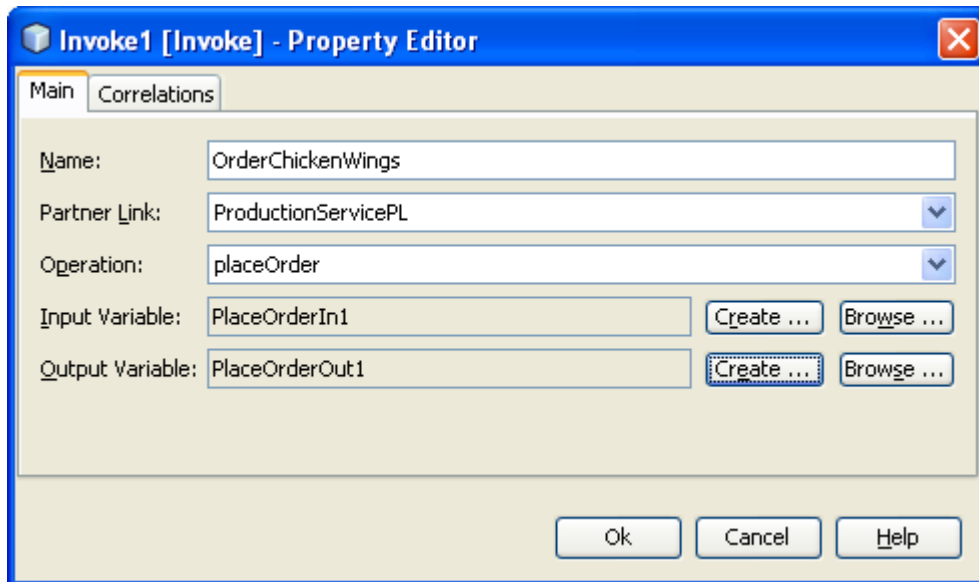 Invoke1 [Invoke] - Property Editor
Main Correlations
Name: OrderChickenWings
Partner Link: ProductionServicePL
Operation: placeOrder
Input Variable: PlaceOrderIn1 Create ... Browse ...
Output Variable: PlaceOrderOut1 Create ... Browse ...
Ok Cancel Help